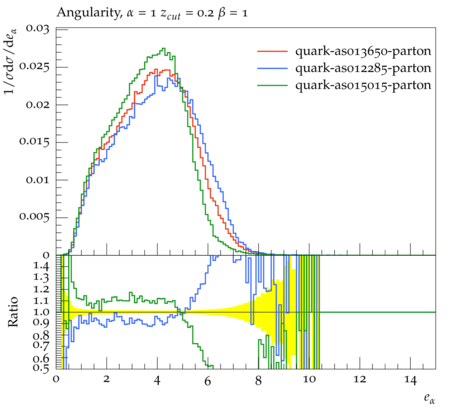 Angularity, α = 1 z_cut = 0.2 β = 1
1/σdσ/de_α
0.03
0.025
0.02
0.015
0.01
0.005
0
quark-as013650-parton
quark-as012285-parton
quark-as015015-parton
Ratio
1.4
1.3
1.2
1.1
1.0
0.9
0.8
0.7
0.6
0.5
0 2 4 6 8 10 12 14
e_α